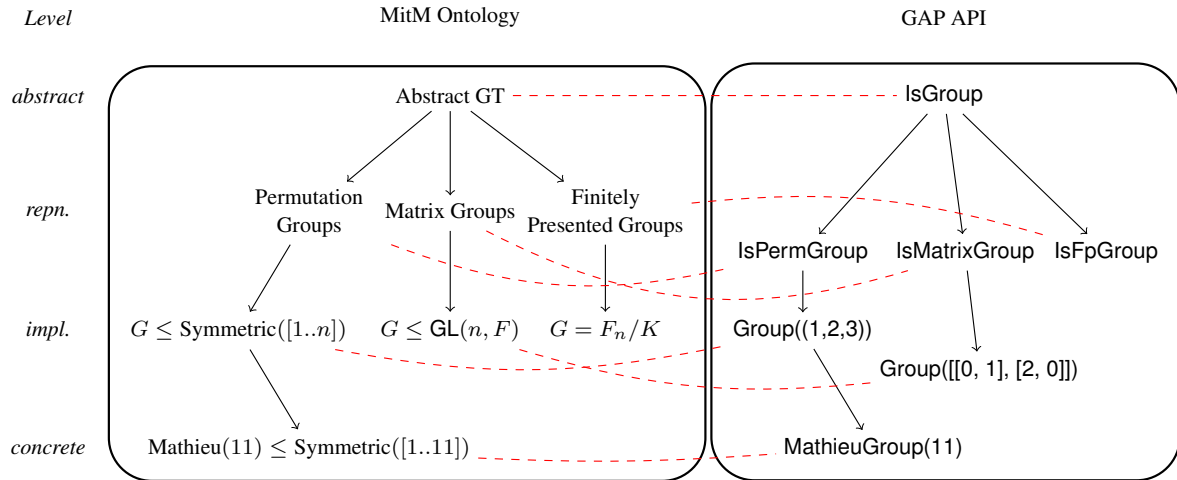 Level MitM Ontology GAP API
abstract Abstract GT IsGroup
Permutation Finitely
repn. Groups Matrix Groups Presented Groups
IsPermGroup IsMatrixGroup IsFpGroup
impl. G ≤ Symmetric([1..n]) G ≤ GL(n, F) G = Fₙ/K Group((1,2,3))
Group([[0, 1], [2, 0]])
concrete Mathieu(11) ≤ Symmetric([1..11]) MathieuGroup(11)